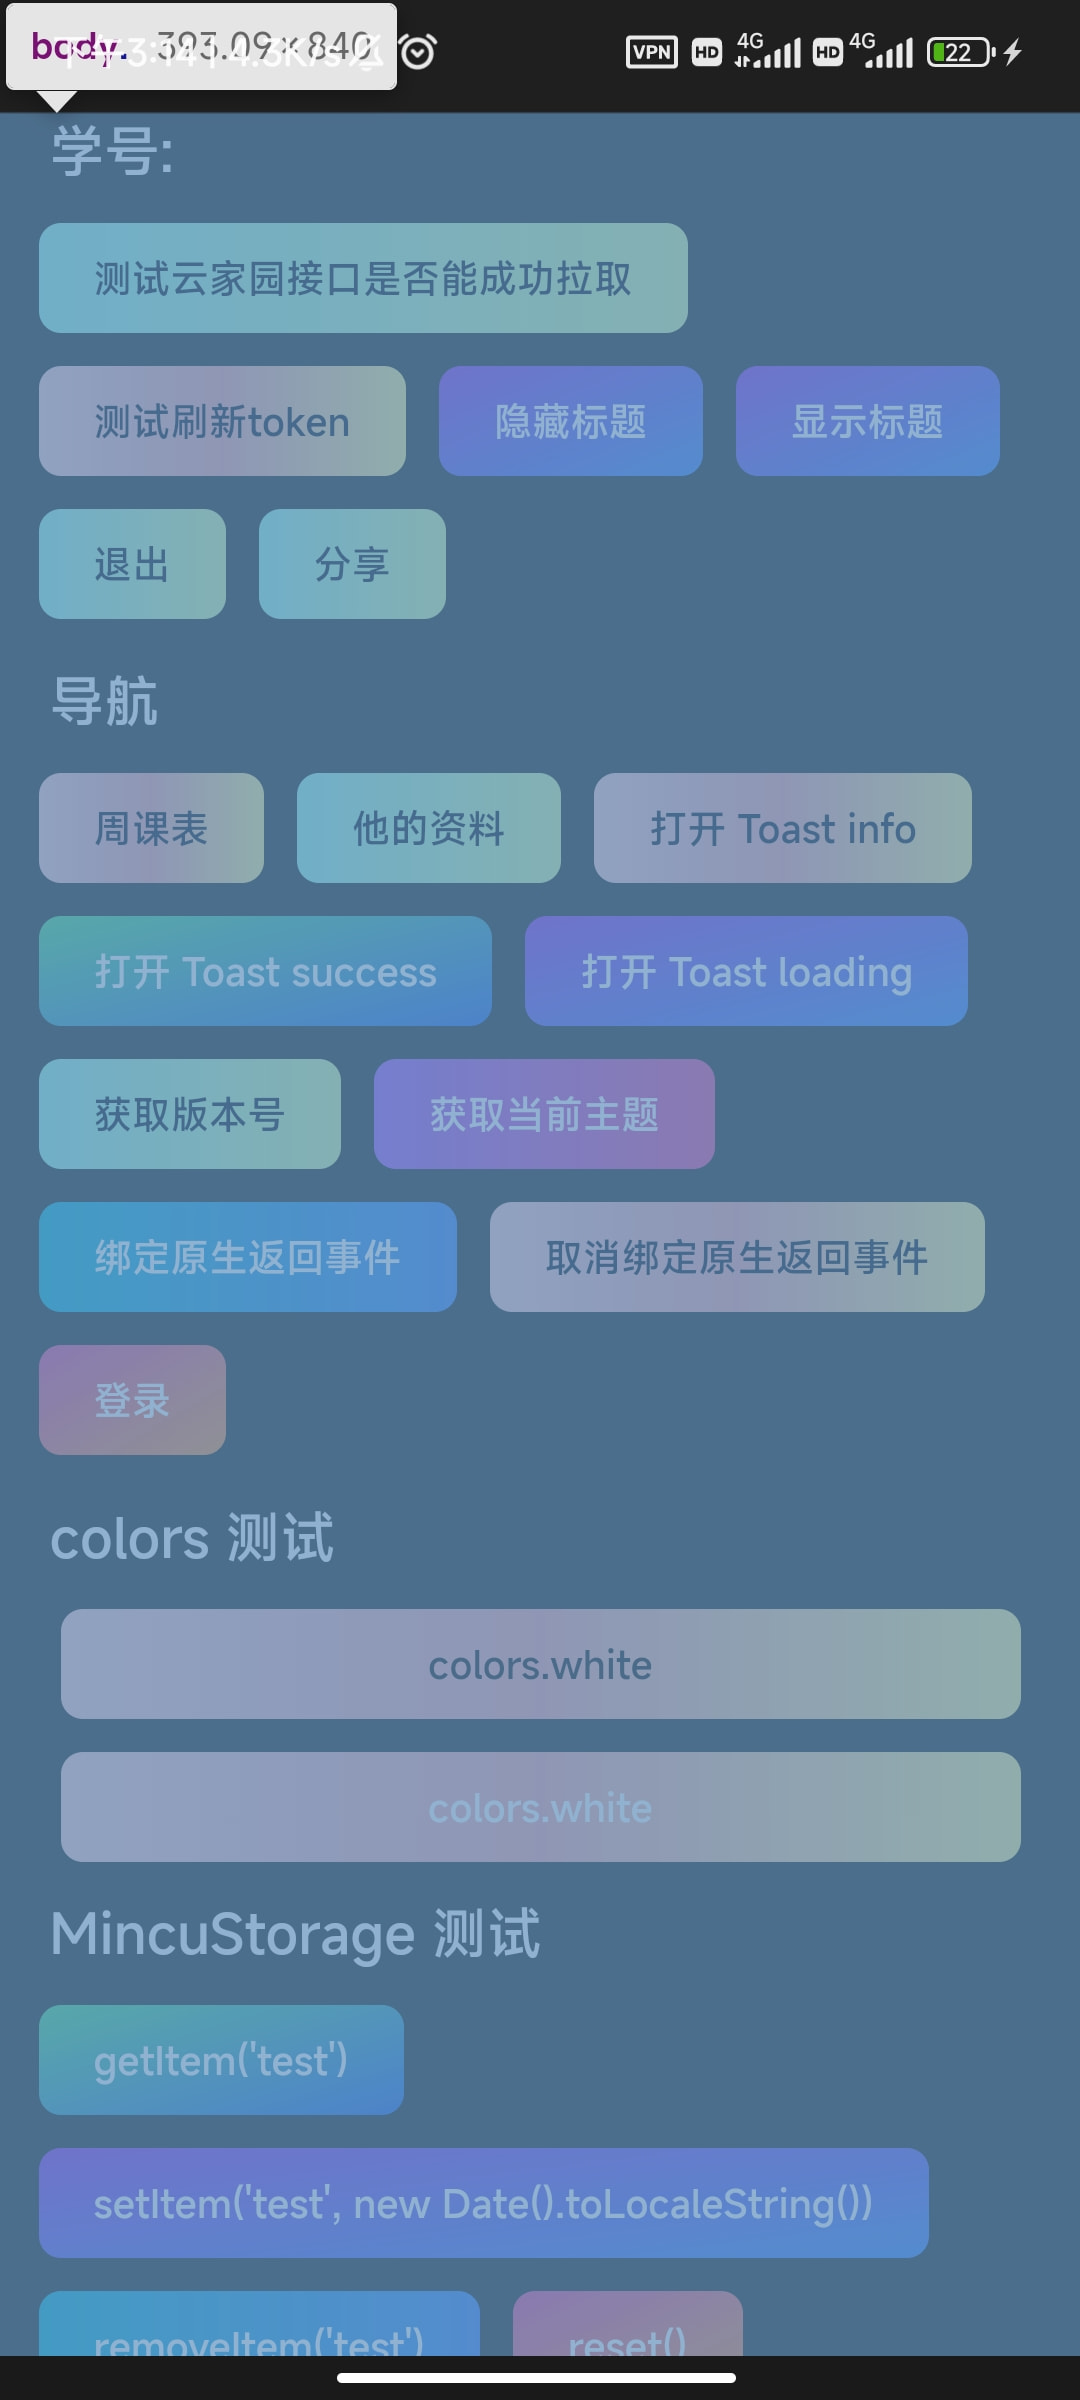 body. 393.09×840
下午3:14 | 4.3K/s VPN HD 4G HD 4G 22
学号:
测试云家园接口是否能成功拉取
测试刷新token 隐藏标题 显示标题
退出 分享
导航
周课表 他的资料 打开 Toast info
打开 Toast success 打开 Toast loading
获取版本号 获取当前主题
绑定原生返回事件 取消绑定原生返回事件
登录
colors 测试
colors.white
colors.white
MincuStorage 测试
getItem('test')
setItem('test', new Date().toLocaleString())
removeItem('test') reset()